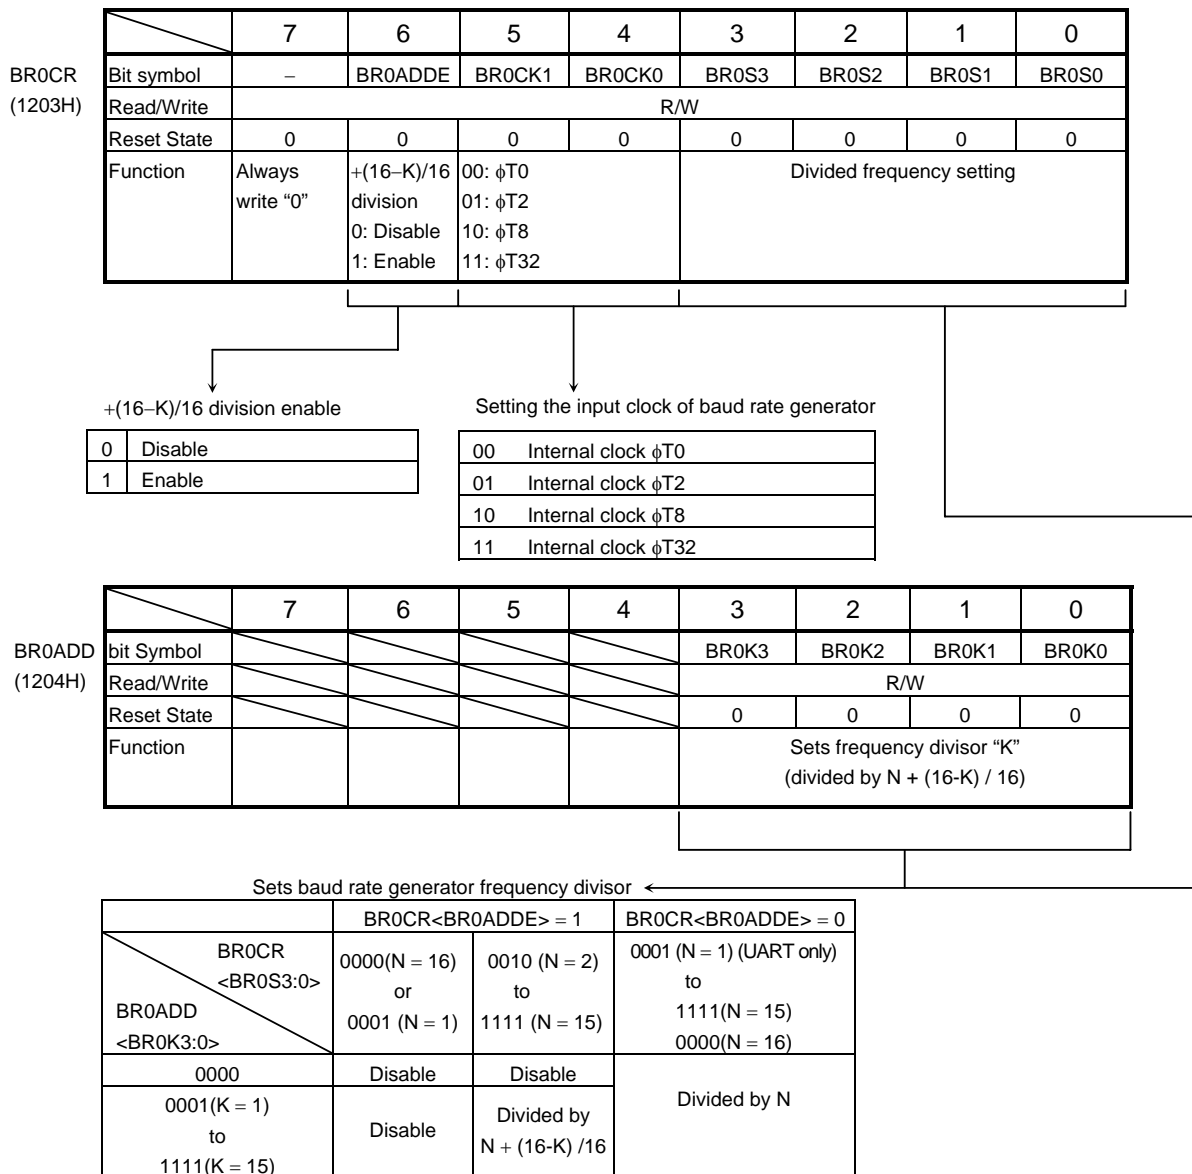 7 6 5 4 3 2 1 0
BR0CR (1203H)
Bit symbol – BR0ADDE BR0CK1 BR0CK0 BR0S3 BR0S2 BR0S1 BR0S0
Read/Write R/W
Reset State 0 0 0 0 0 0 0 0
Function
Always
write “0”
+(16−K)/16
division
0: Disable
1: Enable
00: ϕT0
01: ϕT2
10: ϕT8
11: ϕT32
Divided frequency setting
+(16−K)/16 division enable
0 Disable
1 Enable
Setting the input clock of baud rate generator
00 Internal clock ϕT0
01 Internal clock ϕT2
10 Internal clock ϕT8
11 Internal clock ϕT32
7 6 5 4 3 2 1 0
BR0ADD (1204H)
bit Symbol BR0K3 BR0K2 BR0K1 BR0K0
Read/Write R/W
Reset State 0 0 0 0
Function
Sets frequency divisor “K”
(divided by N + (16-K) / 16)
Sets baud rate generator frequency divisor
BR0CR<BR0ADDE> = 1 BR0CR<BR0ADDE> = 0
BR0CR
<BR0S3:0>
BR0ADD
<BR0K3:0>
0000(N = 16)
or
0001 (N = 1)
0010 (N = 2)
to
1111 (N = 15)
0001 (N = 1) (UART only)
to
1111(N = 15)
0000(N = 16)
0000 Disable Disable
Divided by N
0001(K = 1)
to
1111(K = 15)
Disable
Divided by
N + (16-K) /16